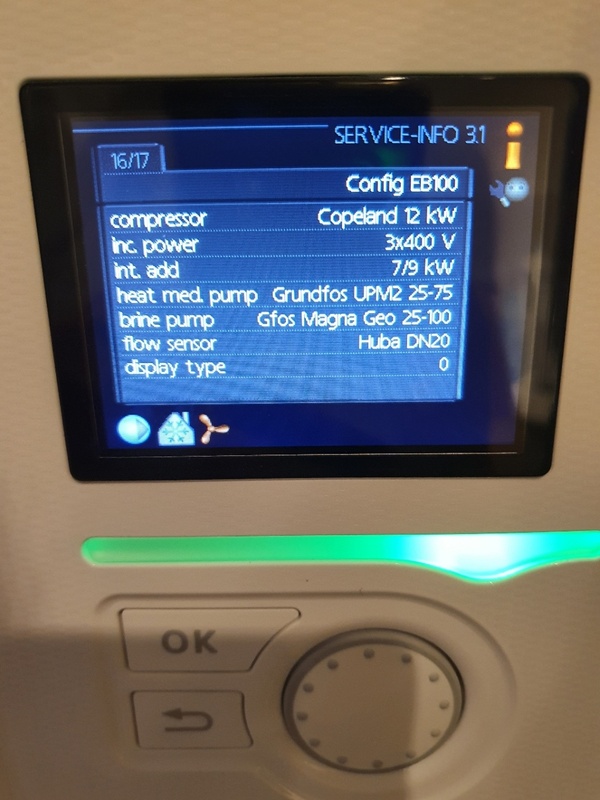 SERVICE-INFO 3.1
16/17
Config EB100
compressor Copeland 12 kW
inc. power 3x400 V
int. add 7/9 kW
heat med. pump Grundfos UPM2 25-75
brine pump Gfos Magna Geo 25-100
flow sensor Huba DN20
display type 0
OK